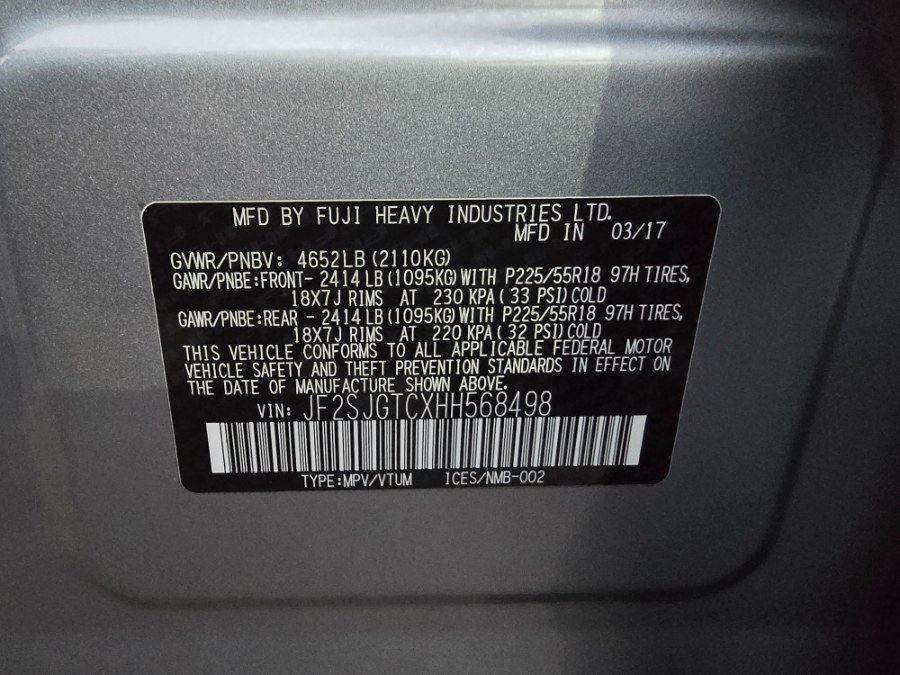 MFD BY FUJI HEAVY INDUSTRIES LTD.
MFD IN 03/17
GVWR/PNBV: 4652LB (2110KG)
GAWR/PNBE:FRONT- 2414LB (1095KG) WITH P225/55R18 97H TIRES,
18X7J RIMS AT 230 KPA ( 33 PSI) COLD
GAWR/PNBE:REAR - 2414LB (1095KG) WITH P225/55R18 97H TIRES,
18X7J RIMS AT 220 KPA ( 32 PSI) COLD
THIS VEHICLE CONFORMS TO ALL APPLICABLE FEDERAL MOTOR
VEHICLE SAFETY AND THEFT PREVENTION STANDARDS IN EFFECT ON
THE DATE OF MANUFACTURE SHOWN ABOVE.
VIN: JF2SJGTCXHH568498
TYPE:MPV/VTUM ICES/NMB-002